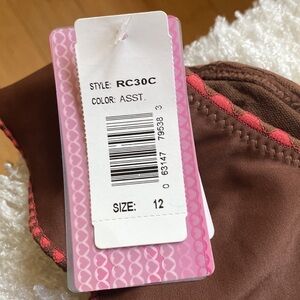 STYLE: RC30C
COLOR: ASST.
0 63147 79538 3
SIZE: 12